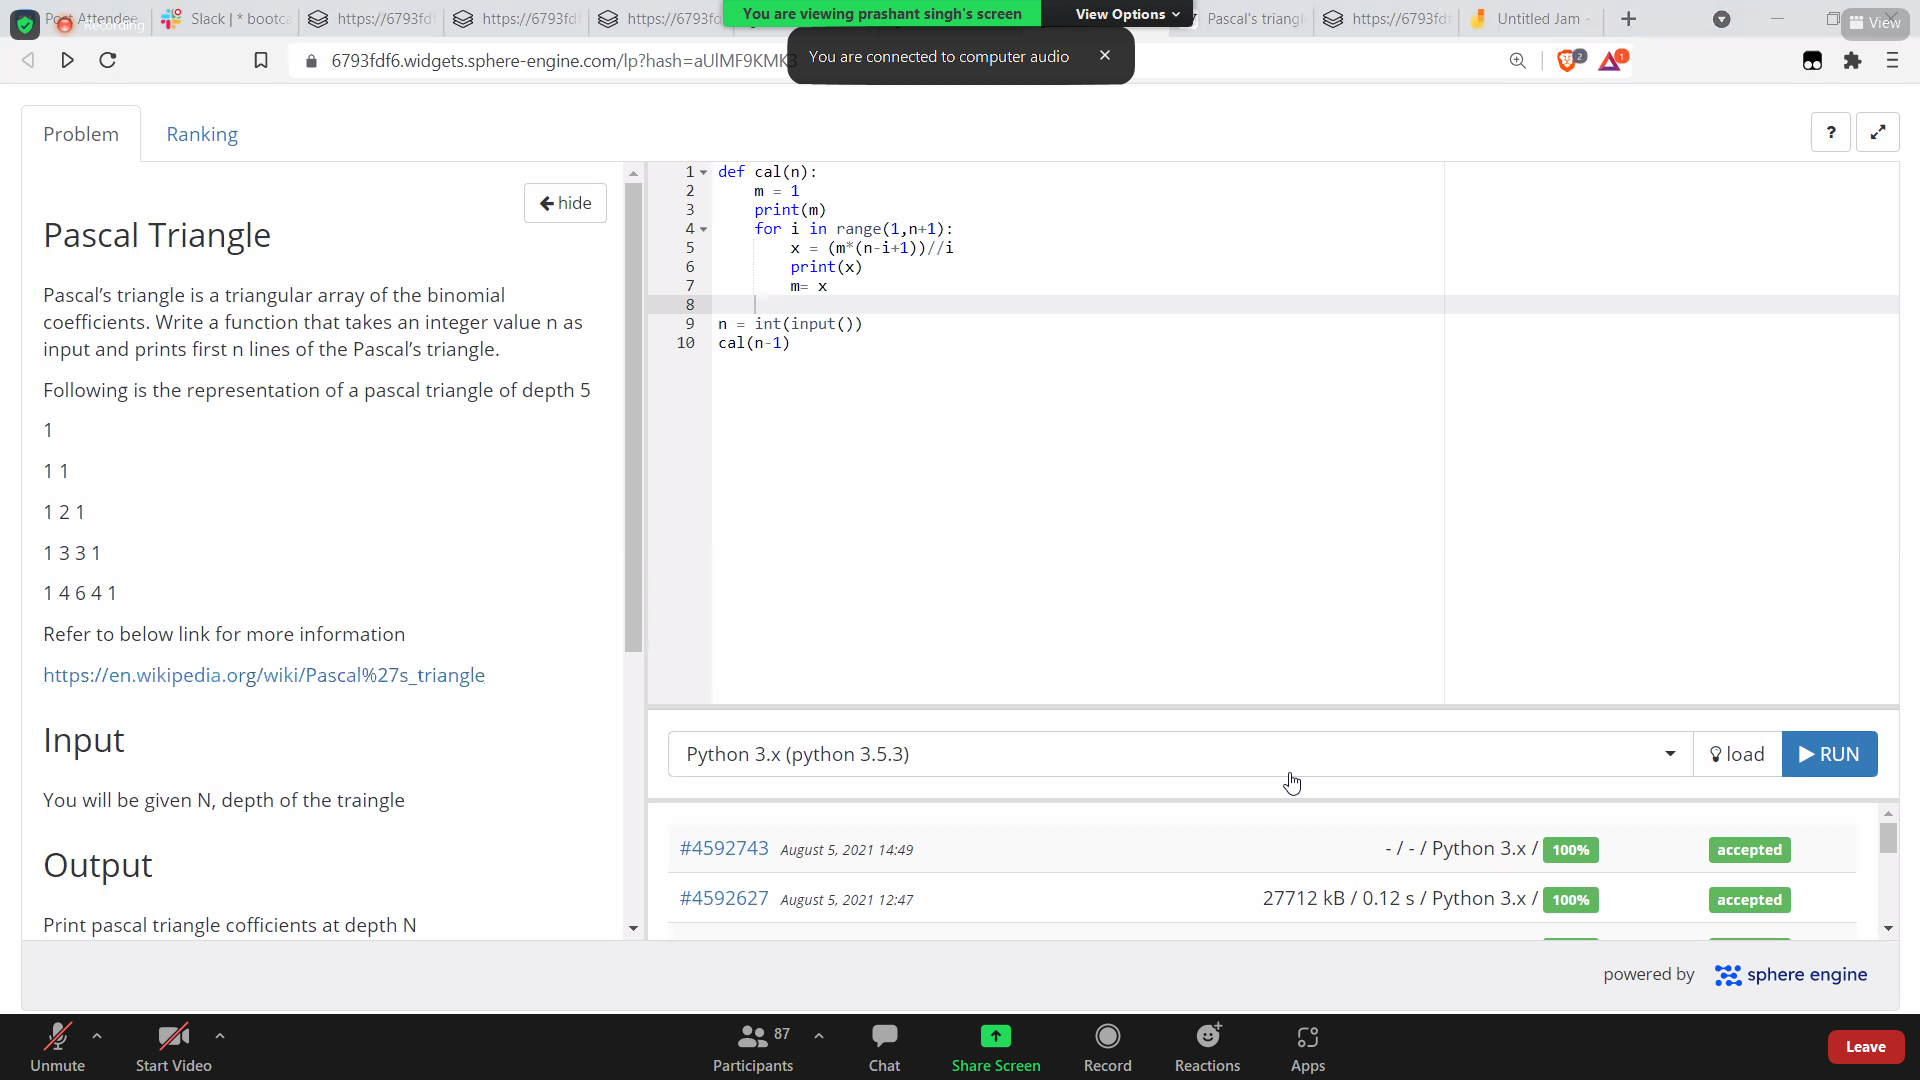 Post Attendee
Recording
Slack | * bootca
https://6793fdf
https://6793fdf
https://6793fd
You are viewing prashant singh's screen
View Options
Pascal's triangl
https://6793fdf
Untitled Jam -
View
6793fdf6.widgets.sphere-engine.com/lp?hash=aUlMF9KMK
You are connected to computer audio
2
1
Problem
Ranking
?
hide
Pascal Triangle
Pascal’s triangle is a triangular array of the binomial
coefficients. Write a function that takes an integer value n as
input and prints first n lines of the Pascal’s triangle.
Following is the representation of a pascal triangle of depth 5
1
1 1
1 2 1
1 3 3 1
1 4 6 4 1
Refer to below link for more information
https://en.wikipedia.org/wiki/Pascal%27s_triangle
Input
You will be given N, depth of the traingle
Output
Print pascal triangle cofficients at depth N
1 def cal(n):
2 m = 1
3 print(m)
4 for i in range(1,n+1):
5 x = (m*(n-i+1))//i
6 print(x)
7 m= x
8
9 n = int(input())
10 cal(n-1)
Python 3.x (python 3.5.3)
load
RUN
#4592743 August 5, 2021 14:49 - / - / Python 3.x / 100% accepted
#4592627 August 5, 2021 12:47 27712 kB / 0.12 s / Python 3.x / 100% accepted
powered by sphere engine
Unmute
Start Video
87
Participants
Chat
Share Screen
Record
Reactions
Apps
Leave